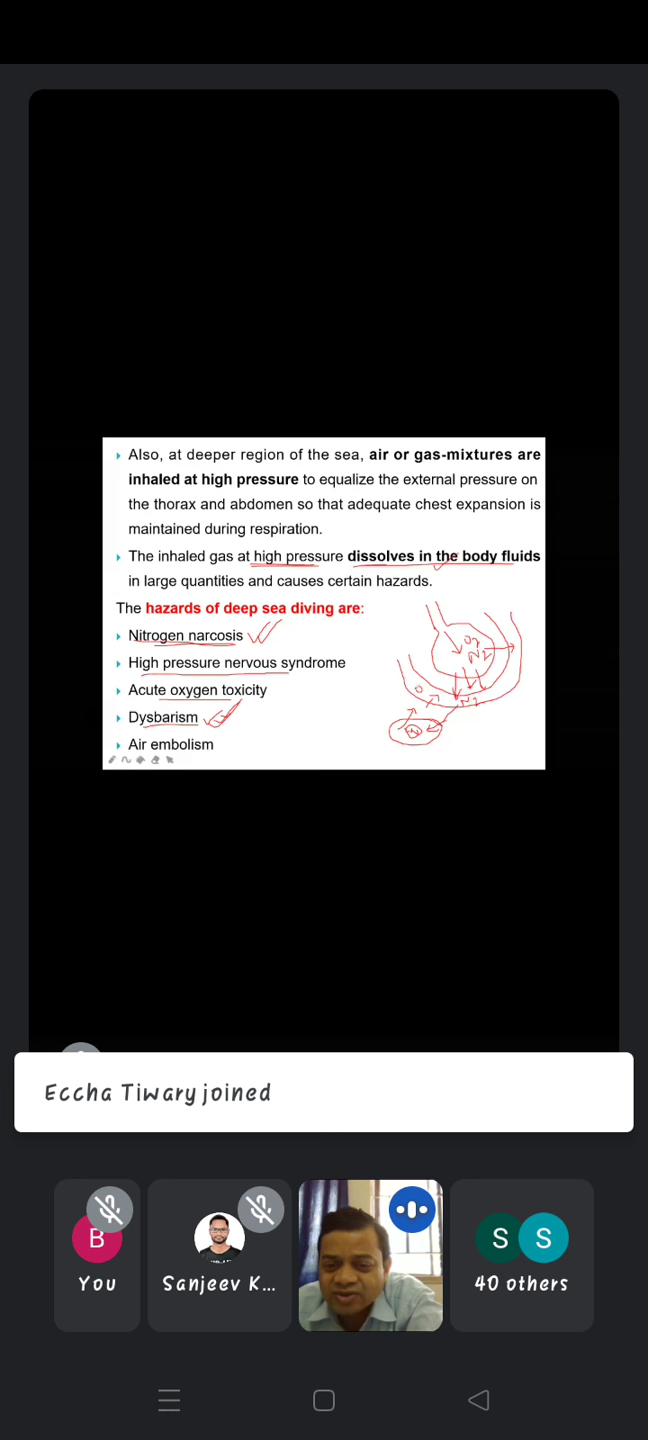 Also, at deeper region of the sea, air or gas-mixtures are
inhaled at high pressure to equalize the external pressure on
the thorax and abdomen so that adequate chest expansion is
maintained during respiration.
The inhaled gas at high pressure dissolves in the body fluids
in large quantities and causes certain hazards.
The hazards of deep sea diving are:
Nitrogen narcosis
High pressure nervous syndrome
Acute oxygen toxicity
Dysbarism
Air embolism
O2
N2
N2
Eccha Tiwary joined
B
You
Sanjeev K...
S
S
40 others